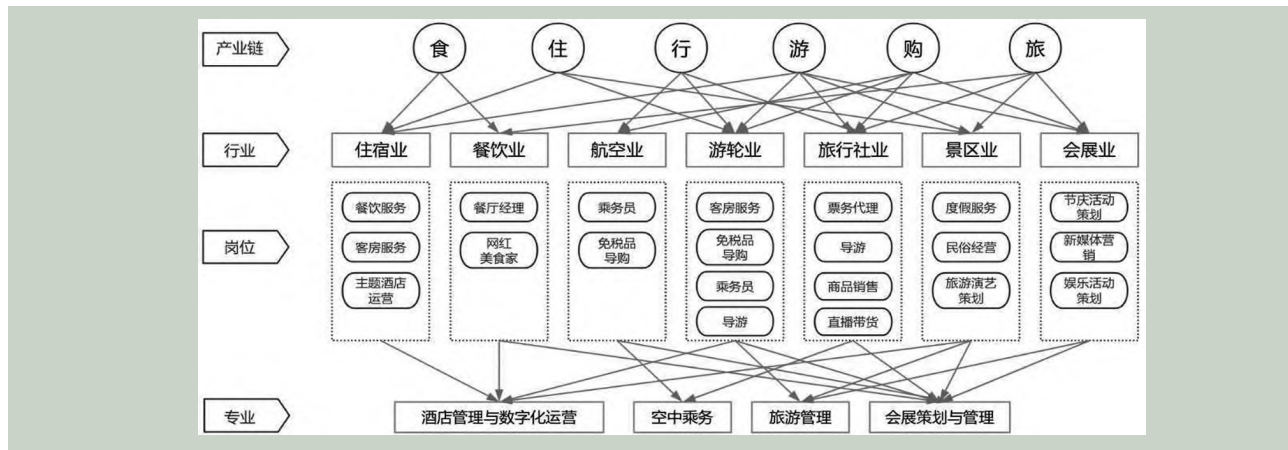 产业链
食
住
行
游
购
旅
行业
住宿业
餐饮业
航空业
游轮业
旅行社业
景区业
会展业
岗位
餐饮服务
客房服务
主题酒店
运营
餐厅经理
网红
美食家
乘务员
免税品
导购
客房服务
免税品
导购
乘务员
导游
票务代理
导游
商品销售
直播带货
度假服务
民俗经营
旅游演艺
策划
节庆活动
策划
新媒体营
销
娱乐活动
策划
专业
酒店管理与数字化运营
空中乘务
旅游管理
会展策划与管理